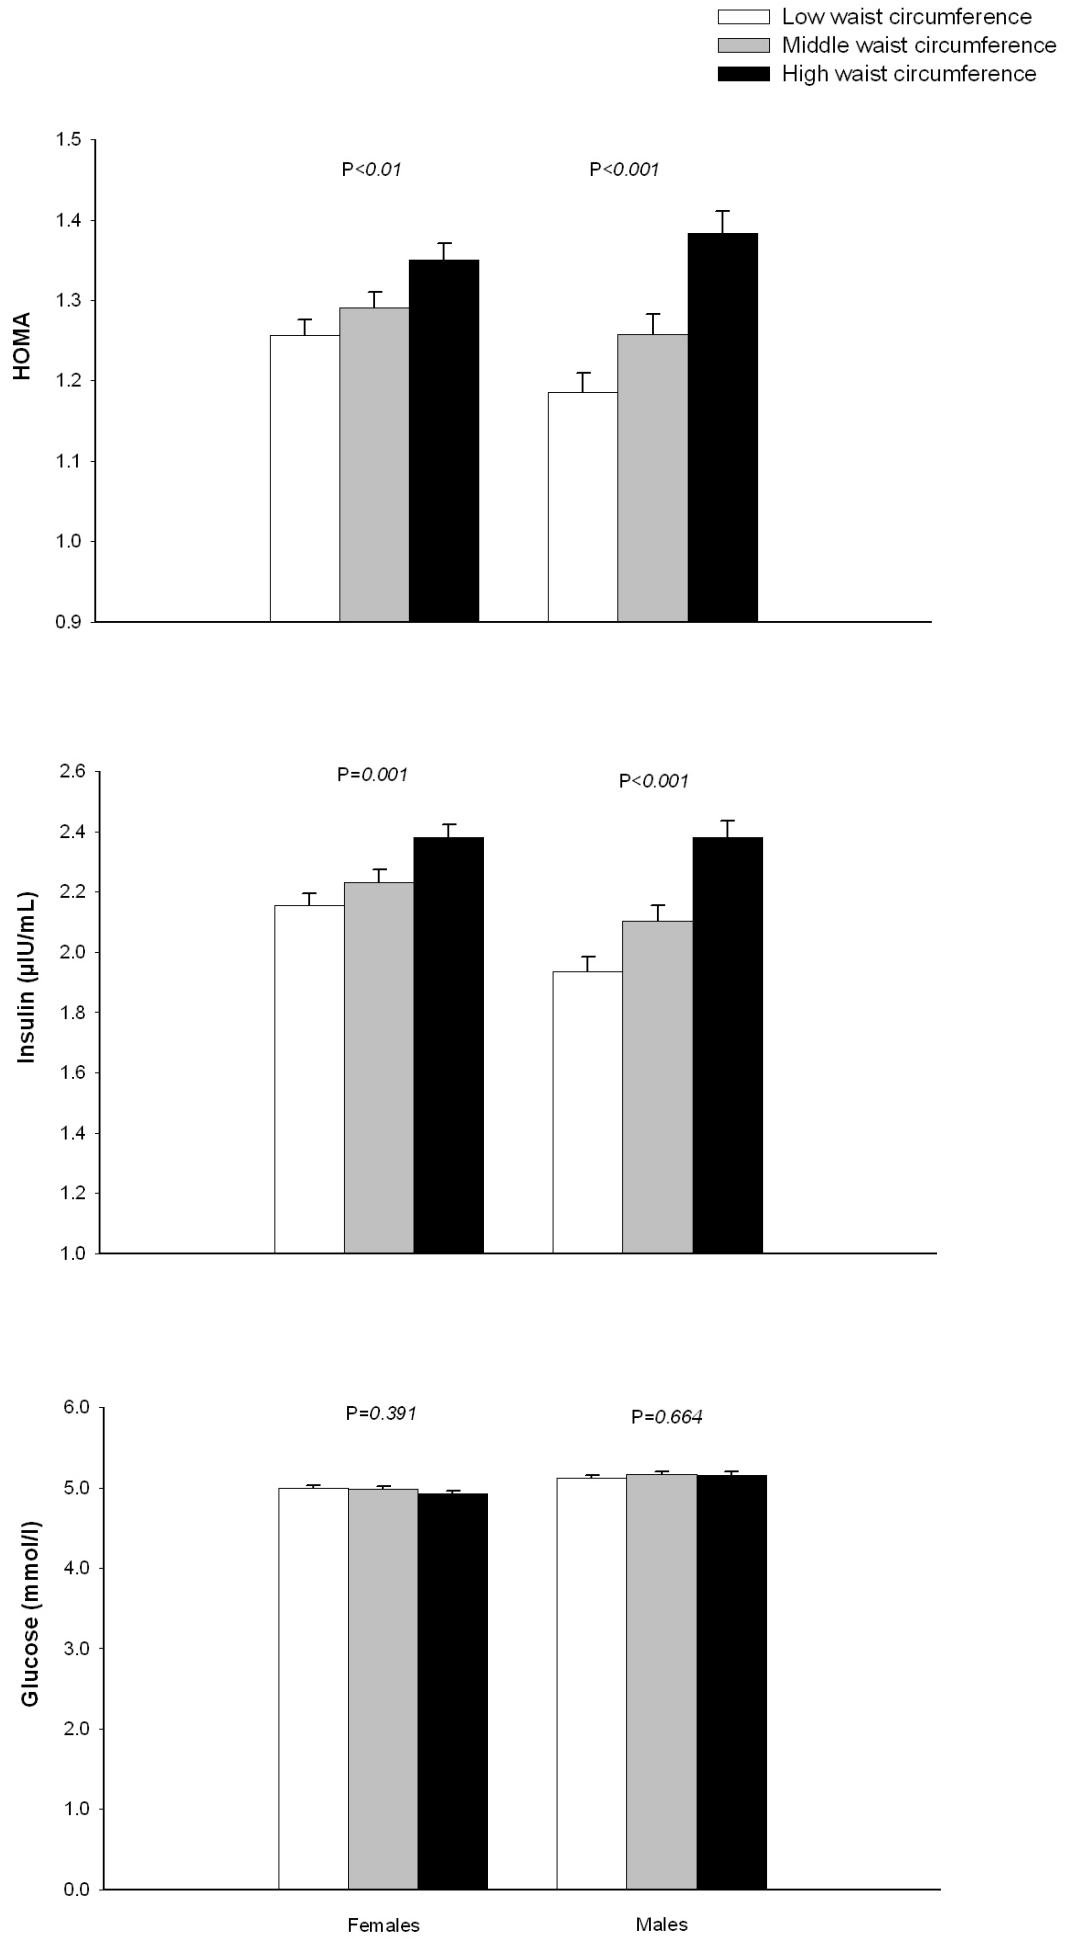 Low waist circumference
Middle waist circumference
High waist circumference
1.5
P<0.01 P<0.001
1.4
1.3
HOMA
1.2
1.1
1.0
0.9
2.6
P=0.001 P<0.001
2.4
2.2
2.0
Insulin (µIU/mL)
1.8
1.6
1.4
1.2
1.0
6.0
P=0.391 P=0.664
5.0
4.0
Glucose (mmol/l)
3.0
2.0
1.0
0.0
Females Males